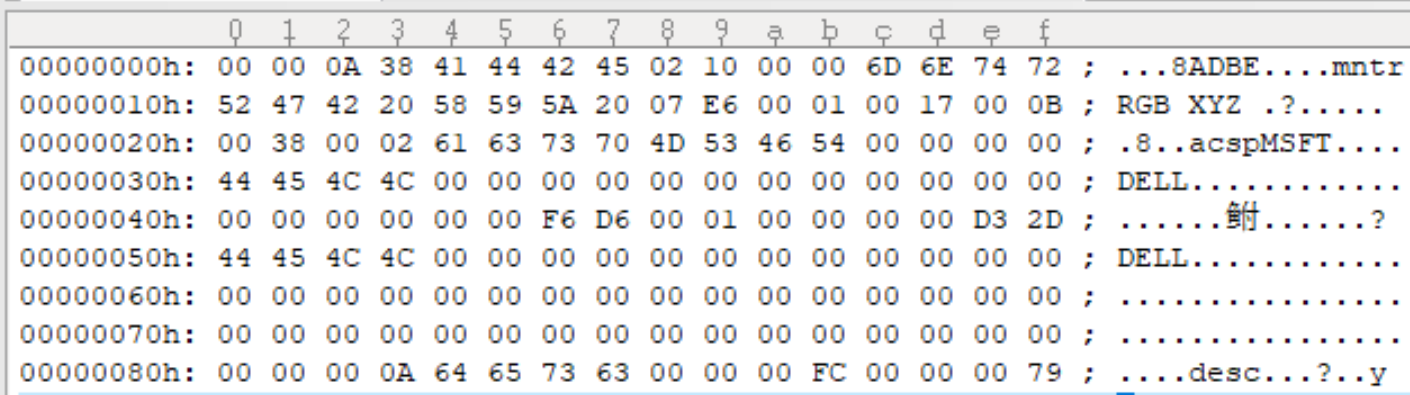 0 1 2 3 4 5 6 7 8 9 a b c d e f
00000000h: 00 00 0A 38 41 44 42 45 02 10 00 00 6D 6E 74 72 ; ...8ADBE....mntr
00000010h: 52 47 42 20 58 59 5A 20 07 E6 00 01 00 17 00 0B ; RGB XYZ .?.....
00000020h: 00 38 00 02 61 63 73 70 4D 53 46 54 00 00 00 00 ; .8..acspMSFT....
00000030h: 44 45 4C 4C 00 00 00 00 00 00 00 00 00 00 00 00 ; DELL............
00000040h: 00 00 00 00 00 00 F6 D6 00 01 00 00 00 00 D3 2D ; ......鲋......?
00000050h: 44 45 4C 4C 00 00 00 00 00 00 00 00 00 00 00 00 ; DELL............
00000060h: 00 00 00 00 00 00 00 00 00 00 00 00 00 00 00 00 ; ................
00000070h: 00 00 00 00 00 00 00 00 00 00 00 00 00 00 00 00 ; ................
00000080h: 00 00 00 0A 64 65 73 63 00 00 00 FC 00 00 00 79 ; ....desc...?..y